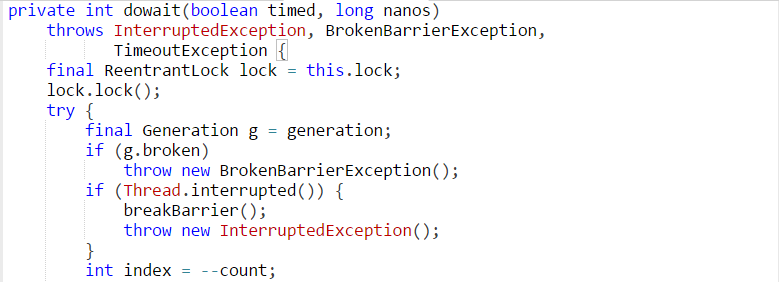 private int dowait(boolean timed, long nanos)
    throws InterruptedException, BrokenBarrierException,
           TimeoutException {
    final ReentrantLock lock = this.lock;
    lock.lock();
    try {
        final Generation g = generation;
        if (g.broken)
            throw new BrokenBarrierException();
        if (Thread.interrupted()) {
            breakBarrier();
            throw new InterruptedException();
        }
        int index = --count;